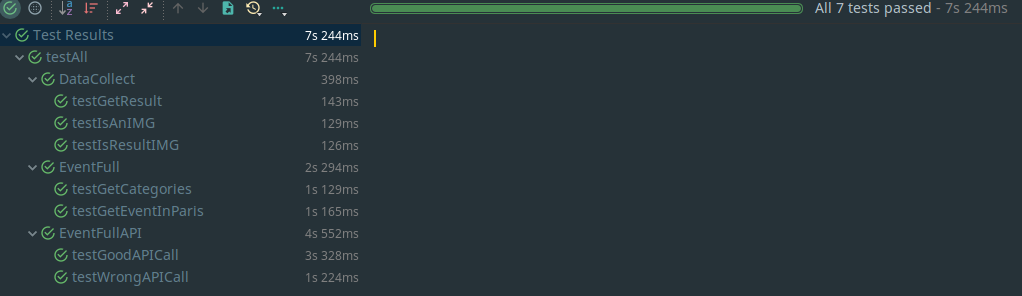 All 7 tests passed - 7s 244ms
Test Results 7s 244ms
testAll 7s 244ms
DataCollect 398ms
testGetResult 143ms
testIsAnIMG 129ms
testIsResultIMG 126ms
EventFull 2s 294ms
testGetCategories 1s 129ms
testGetEventInParis 1s 165ms
EventFullAPI 4s 552ms
testGoodAPICall 3s 328ms
testWrongAPICall 1s 224ms